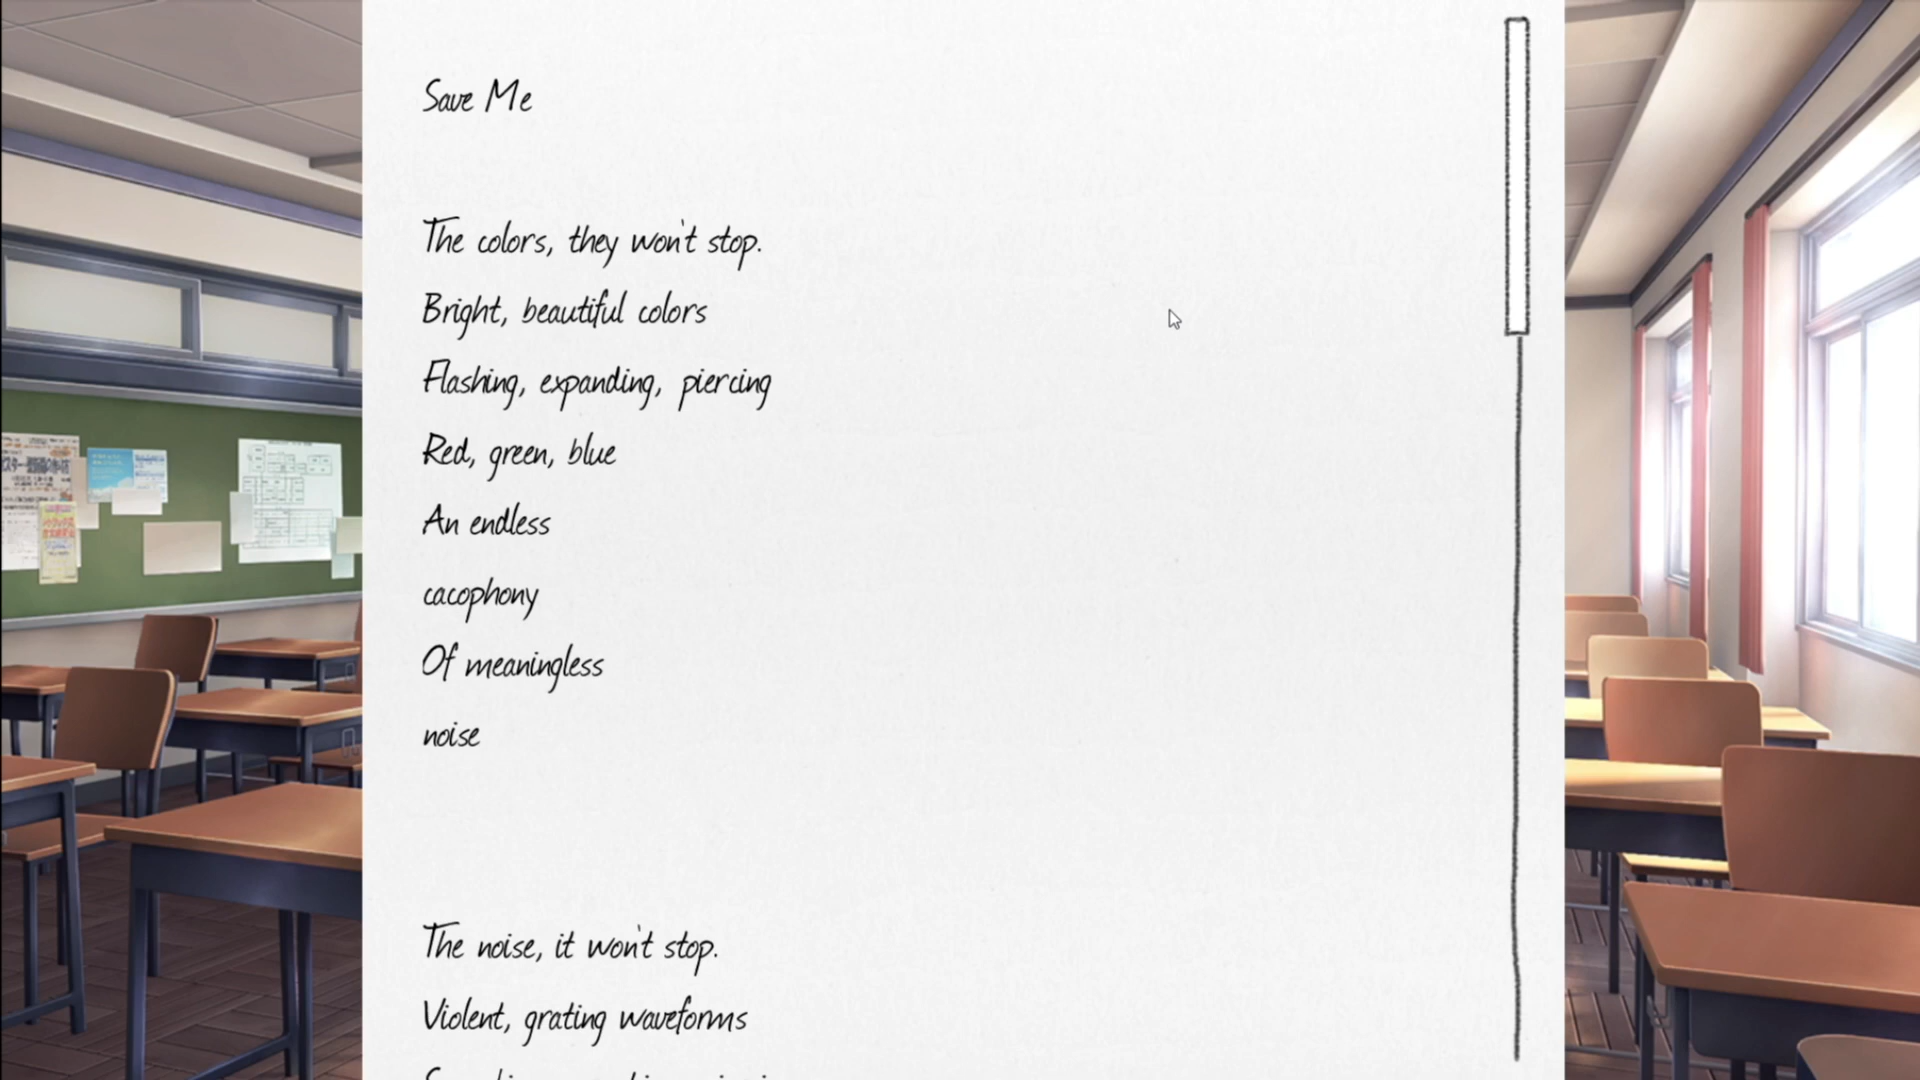 Save Me
The colors, they won't stop.
Bright, beautiful colors
Flashing, expanding, piercing
Red, green, blue
An endless
cacophony
Of meaningless
noise
The noise, it won't stop.
Violent, grating waveforms